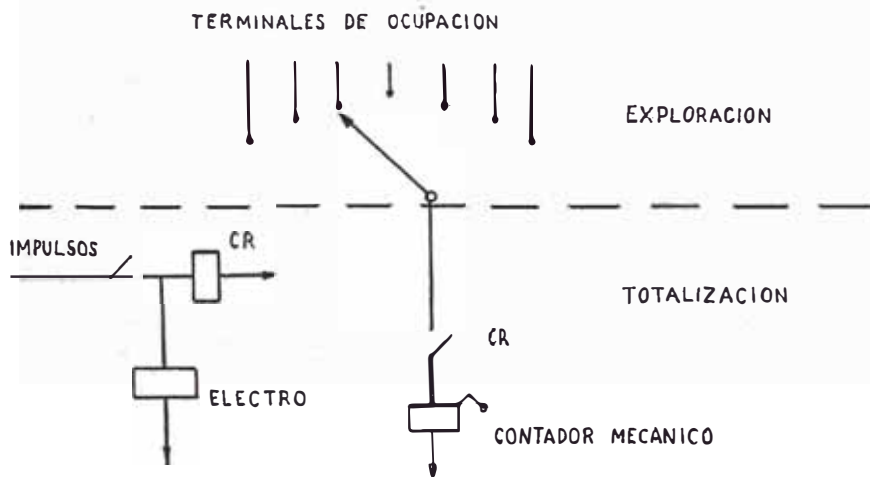 TERMINALES DE OCUPACION
EXPLORACION
IMPULSOS
CR
TOTALIZACION
CR
ELECTRO
CONTADOR MECANICO